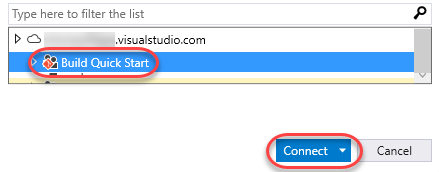 Type here to filter the list
.visualstudio.com
Build Quick Start
Connect
Cancel